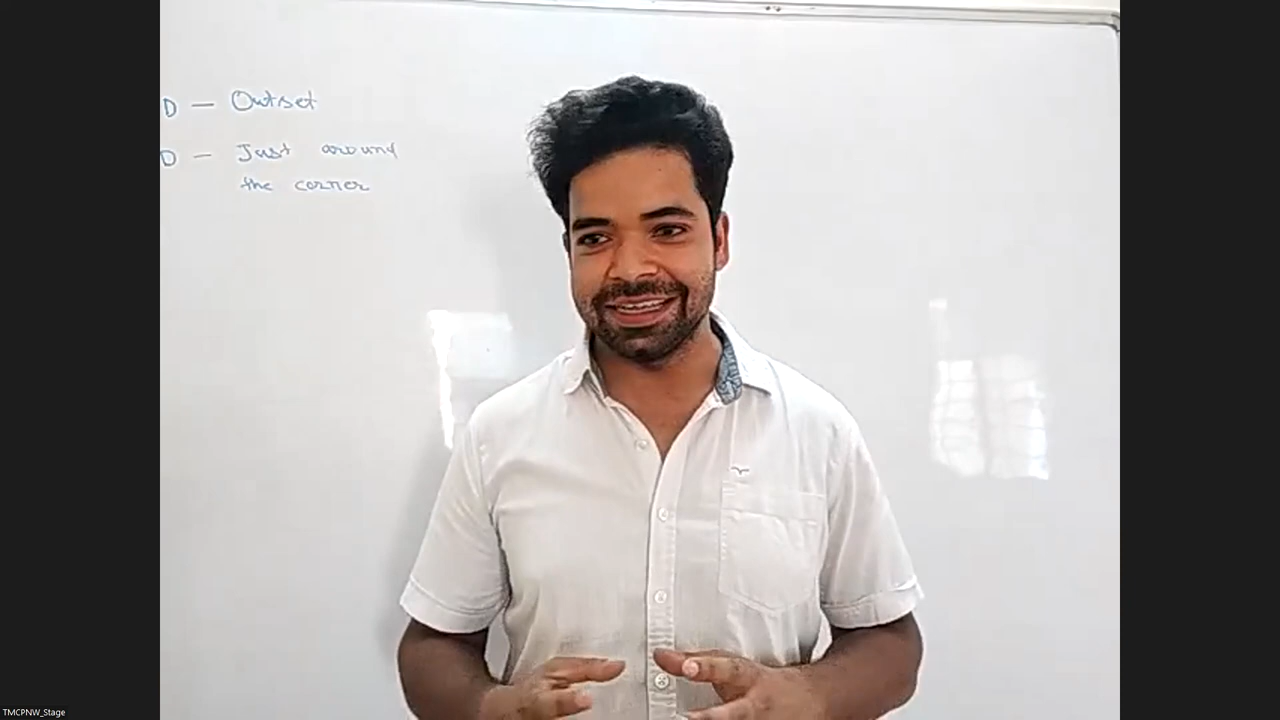 D — Outset
D — Just around
the corner
TMCPNW_Stage